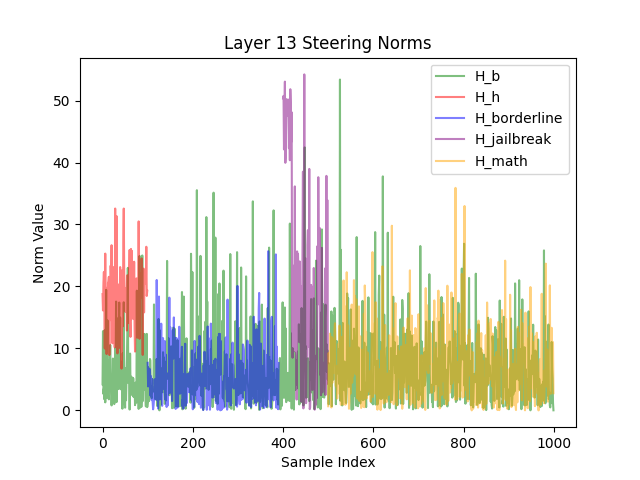 Layer 13 Steering Norms
H_b
H_h
H_borderline
H_jailbreak
H_math
Norm Value
50
40
30
20
10
0
0
200
400
600
800
1000
Sample Index